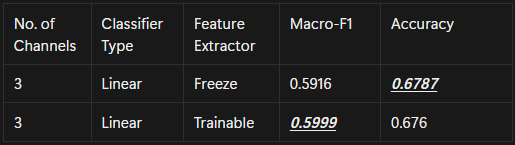 No. of Channels Classifier Type Feature Extractor Macro-F1 Accuracy
3 Linear Freeze 0.5916 0.6787
3 Linear Trainable 0.5999 0.676